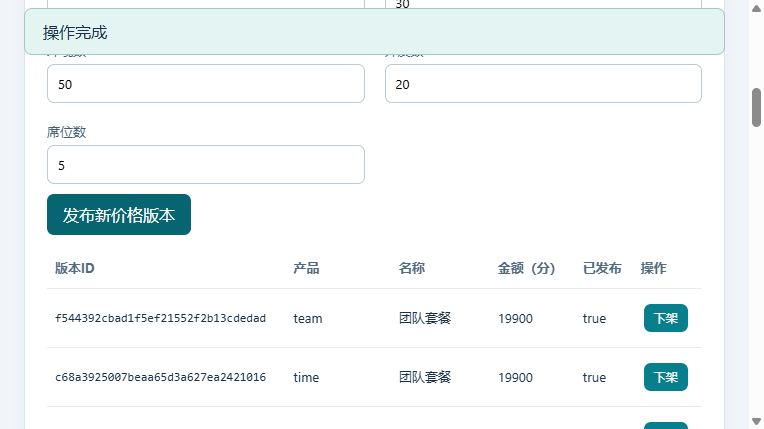 30
操作完成
50
20
席位数
5
发布新价格版本
版本ID 产品 名称 金额（分） 已发布 操作
f544392cbad1f5ef21552f2b13cdedad team 团队套餐 19900 true 下架
c68a3925007beaa65d3a627ea2421016 time 团队套餐 19900 true 下架